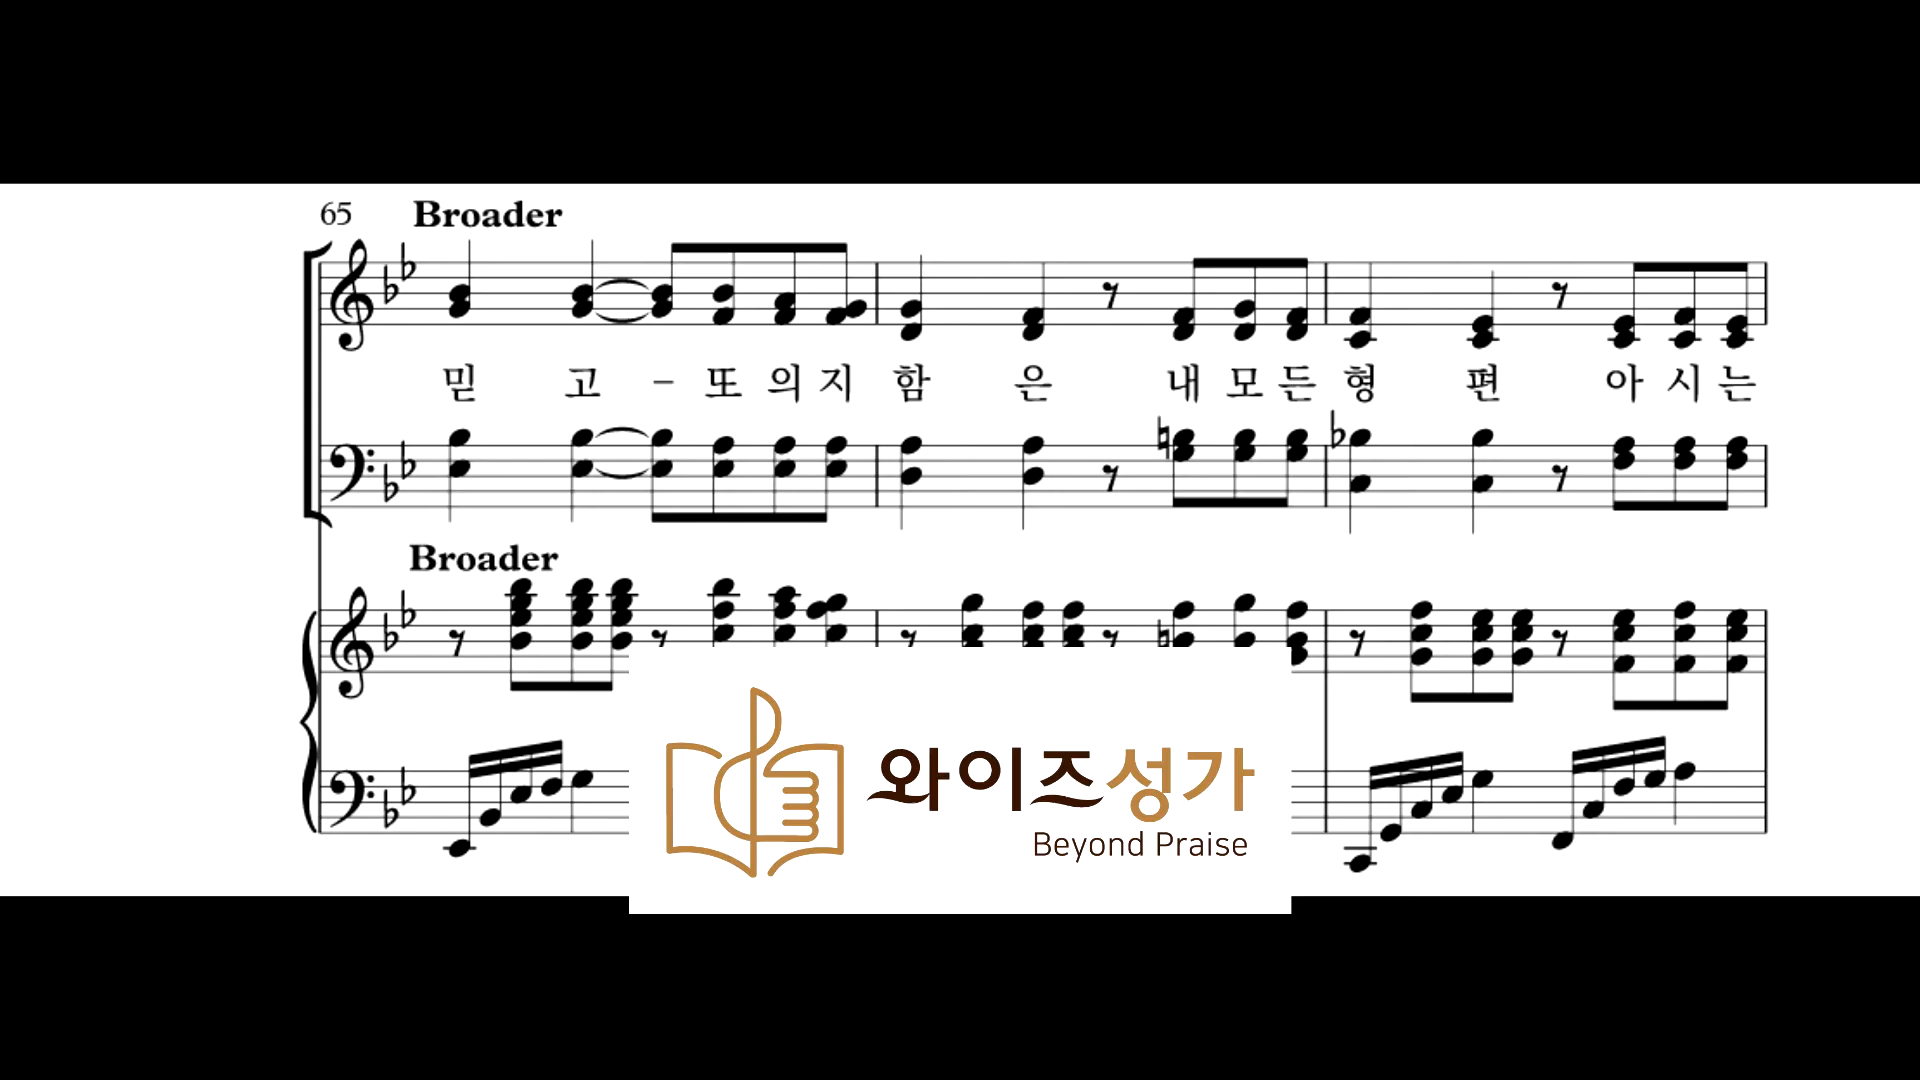 65 Broader
믿 고 - 또 의 지 함 은 내 모 든 형 편 아 시 는
Broader
와이즈성가
Beyond Praise